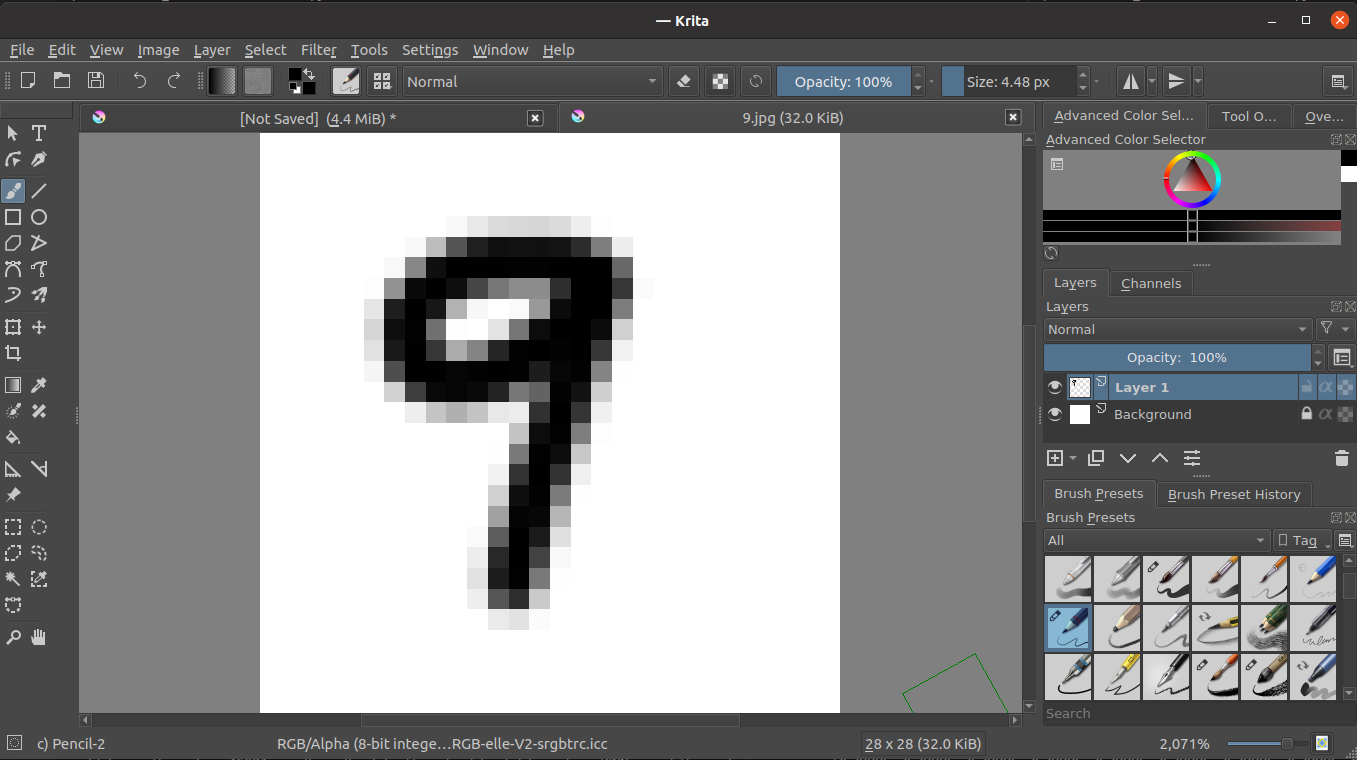 — Krita
File Edit View Image Layer Select Filter Tools Settings Window Help
Normal Opacity: 100% Size: 4.48 px
[Not Saved] (4.4 MiB) * 9.jpg (32.0 KiB)
Advanced Color Sel... Tool O... Ove...
Advanced Color Selector
9
Layers Channels
Layers
Normal
Opacity: 100%
Layer 1
Background
Brush Presets Brush Preset History
Brush Presets
All Tag
Search
c) Pencil-2 RGB/Alpha (8-bit intege...RGB-elle-V2-srgbtrc.icc 28 x 28 (32.0 KiB) 2,071%